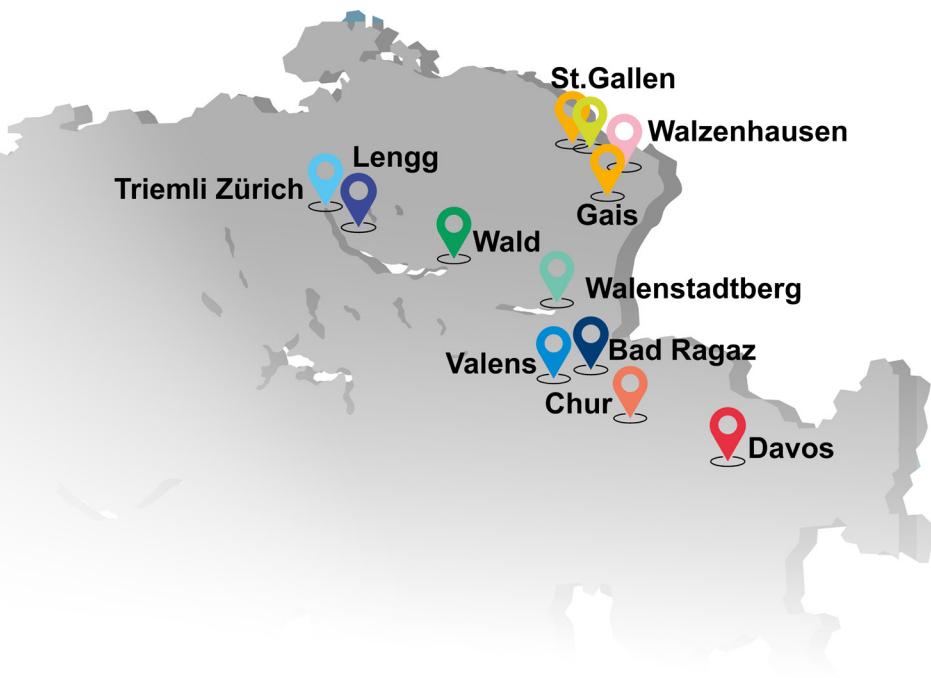 St.Gallen
Walzenhausen
Lengg
Triemli Zürich
Gais
Wald
Walenstadtberg
Bad Ragaz
Valens
Chur
Davos